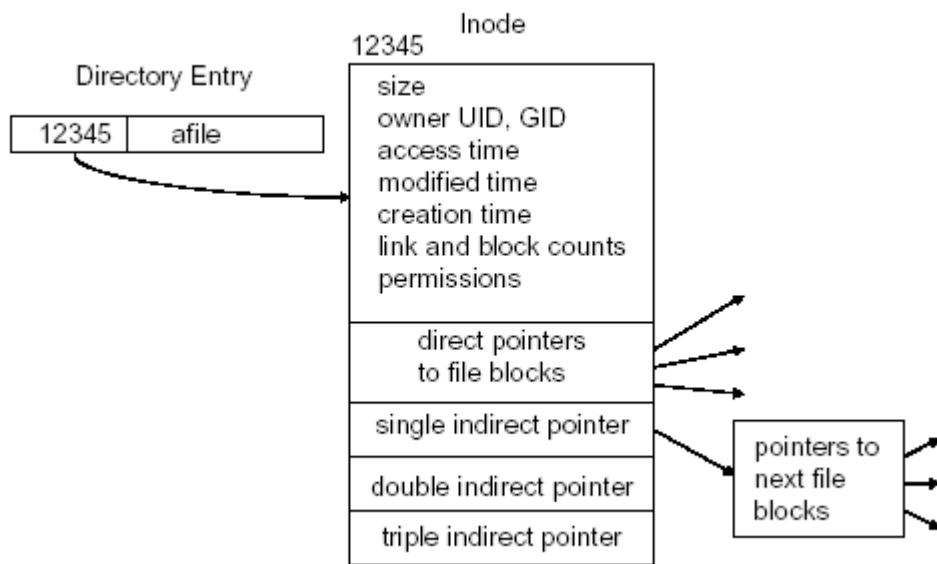 Inode
12345
Directory Entry
12345 afile
size
owner UID, GID
access time
modified time
creation time
link and block counts
permissions
direct pointers
to file blocks
single indirect pointer
pointers to
next file
blocks
double indirect pointer
triple indirect pointer